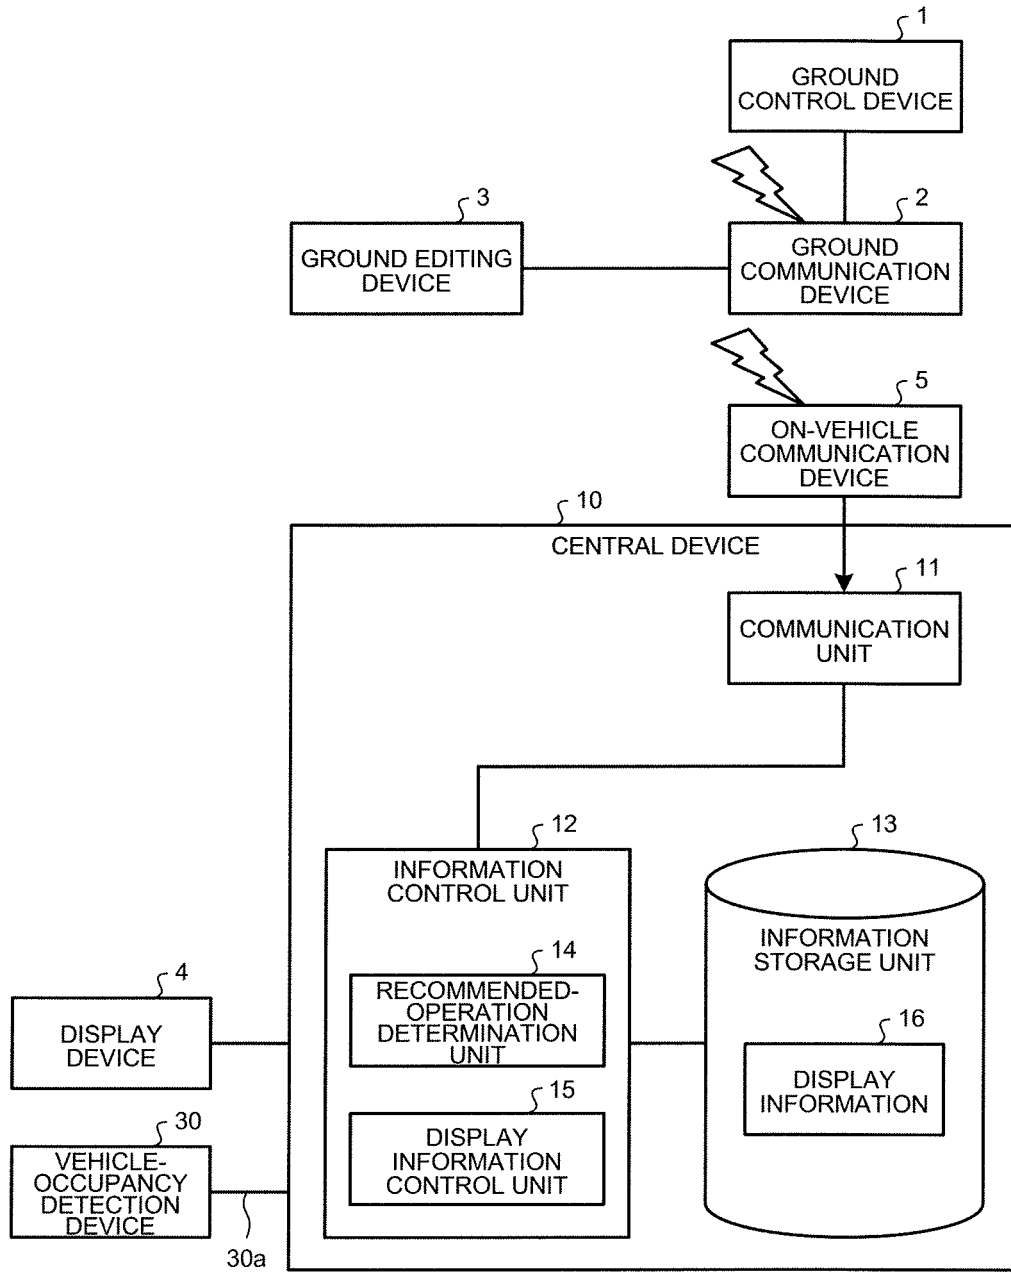 1
GROUND
CONTROL DEVICE
3
GROUND EDITING
DEVICE
2
GROUND
COMMUNICATION
DEVICE
5
ON-VEHICLE
COMMUNICATION
DEVICE
10
CENTRAL DEVICE
11
COMMUNICATION
UNIT
12
INFORMATION
CONTROL UNIT
13
INFORMATION
STORAGE UNIT
14
RECOMMENDED-
OPERATION
DETERMINATION
UNIT
4
DISPLAY
DEVICE
16
DISPLAY
INFORMATION
15
DISPLAY
INFORMATION
CONTROL UNIT
30
VEHICLE-
OCCUPANCY
DETECTION
DEVICE
30a